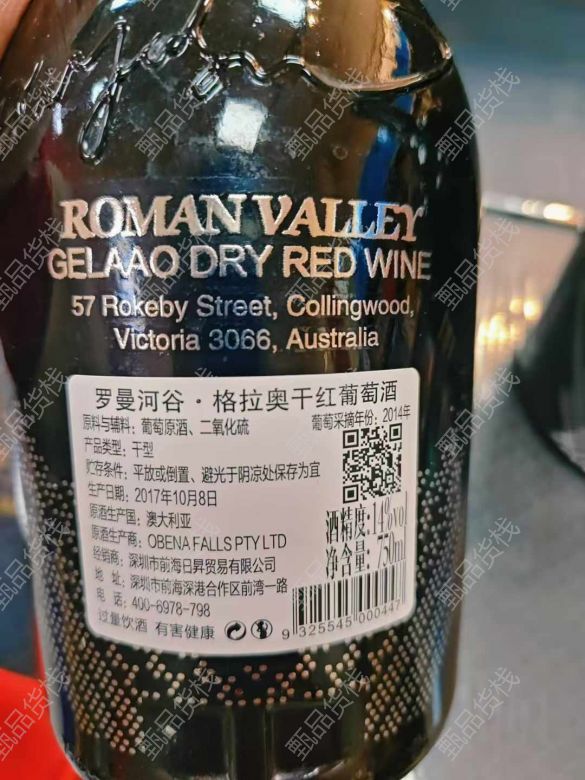 ROMAN VALLEY
GELAAO DRY RED WINE
57 Rokeby Street, Collingwood,
Victoria 3066, Australia
罗曼河谷·格拉奥干红葡萄酒
原料与辅料: 葡萄原酒、二氧化硫
葡萄采摘年份: 2014年
产品类型: 干型
贮存条件: 平放或倒置、避光于阴凉处保存为宜
生产日期: 2017年10月8日
原酒生产国: 澳大利亚
酒精度: 14%vol
原酒生产商: OBENA FALLS PTY LTD
净含量: 750ml
经销商: 深圳市前海日昇贸易有限公司
地 址: 深圳市前海深港合作区前湾一路
电 话: 400-6978-798
过量饮酒 有害健康
9 325545 000447
甄品货栈